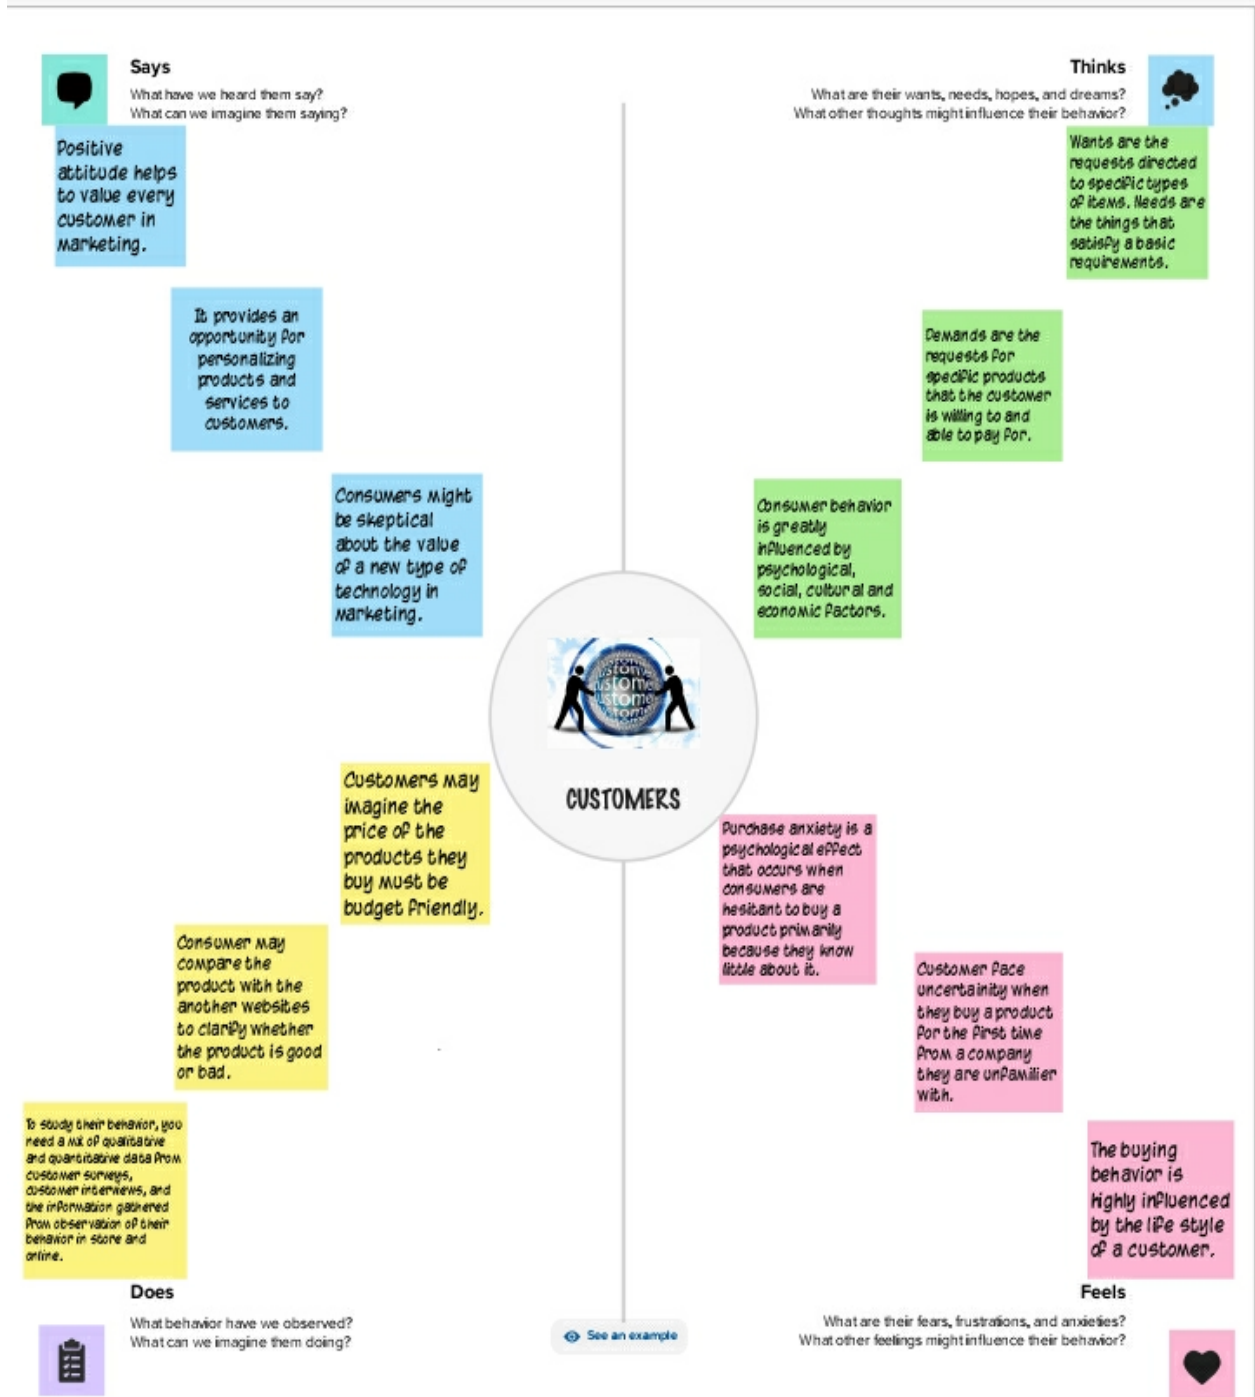 Says
What have we heard them say?
What can we imagine them saying?
Positive
attitude helps
to value every
customer in
marketing.
It provides an
opportunity for
personalizing
products and
services to
customers.
Consumers might
be skeptical
about the value
of a new type of
technology in
marketing.
Thinks
What are their wants, needs, hopes, and dreams?
What other thoughts might influence their behavior?
Wants are the
requests directed
to specific types
of items. Needs are
the things that
satisfy a basic
requirements.
Demands are the
requests for
specific products
that the customer
is willing to and
able to pay for.
Consumer behavior
is greatly
influenced by
psychological,
social, cultural and
economic factors.
CUSTOMERS
Customers may
imagine the
price of the
products they
buy must be
budget friendly.
Consumer may
compare the
product with the
another websites
to clarify whether
the product is good
or bad.
To study their behavior, you
need a mix of qualitative
and quantitative data from
customer surveys,
customer interviews, and
the information gathered
from observation of their
behavior in store and
online.
Does
What behavior have we observed?
What can we imagine them doing?
Purchase anxiety is a
psychological effect
that occurs when
consumers are
hesitant to buy a
product primarily
because they know
little about it.
Customer face
uncertainity when
they buy a product
for the first time
from a company
they are unfamilier
with.
The buying
behavior is
highly influenced
by the life style
of a customer.
Feels
What are their fears, frustrations, and anxieties?
What other feelings might influence their behavior?
See an example